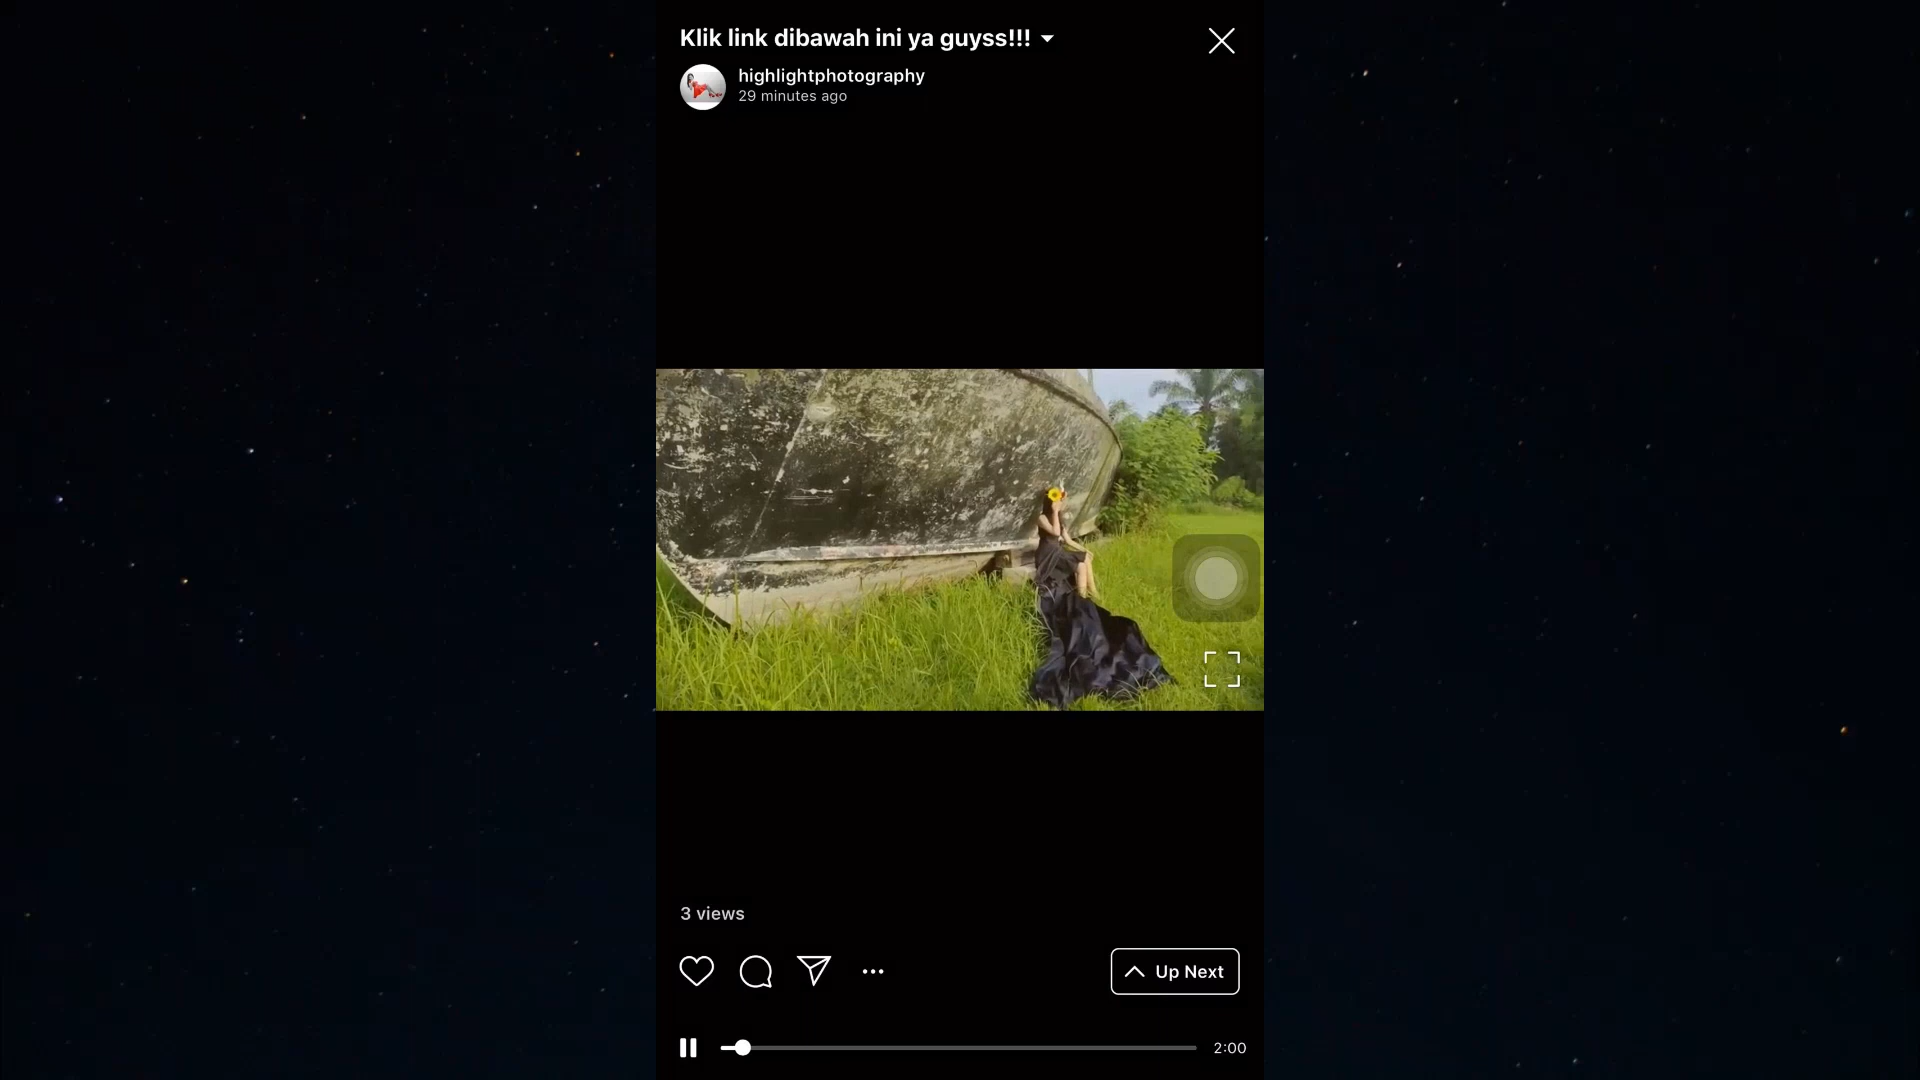 Klik link dibawah ini ya guyss!!!
highlightphotography
29 minutes ago
3 views
Up Next
2:00